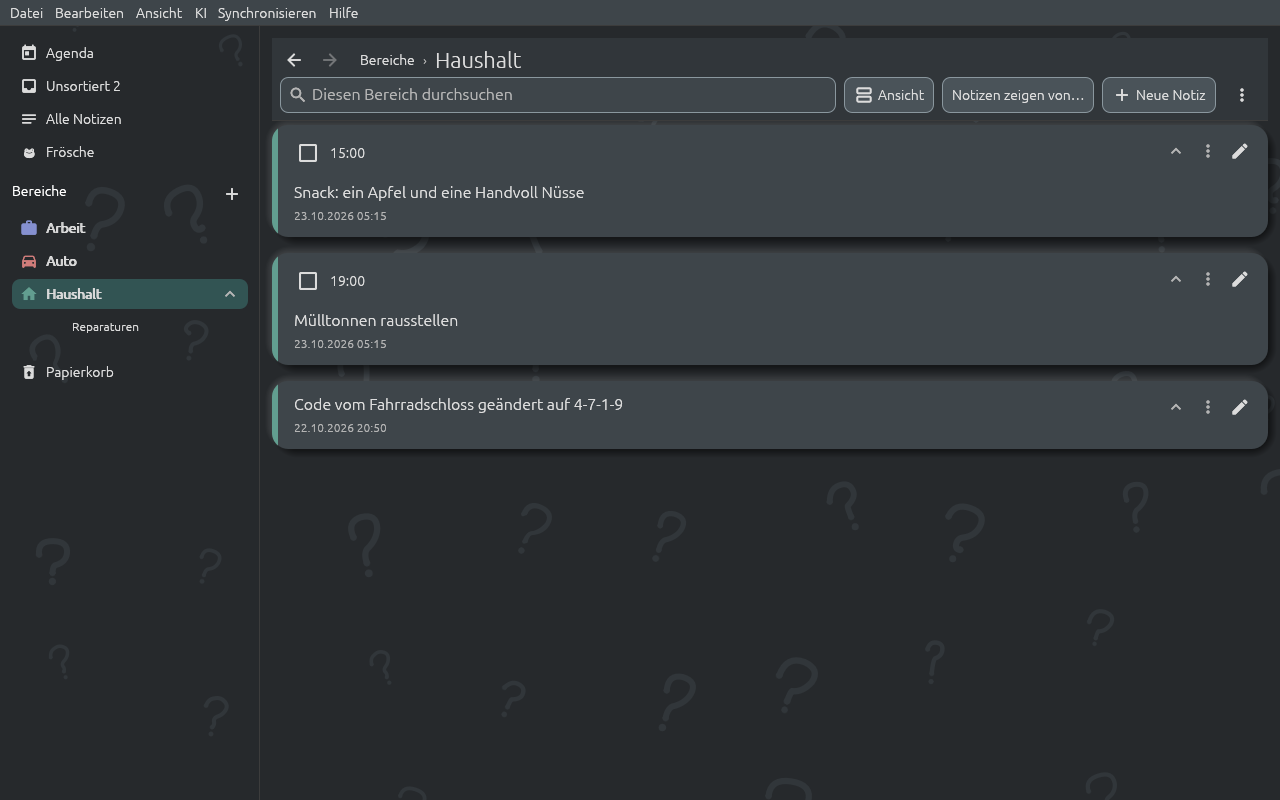 Datei Bearbeiten Ansicht KI Synchronisieren Hilfe
Agenda
Unsortiert 2
Alle Notizen
Frösche
Bereiche
Arbeit
Auto
Haushalt
Reparaturen
Papierkorb
Bereiche › Haushalt
Diesen Bereich durchsuchen
Ansicht
Notizen zeigen von...
Neue Notiz
15:00
Snack: ein Apfel und eine Handvoll Nüsse
23.10.2026 05:15
19:00
Mülltonnen rausstellen
23.10.2026 05:15
Code vom Fahrradschloss geändert auf 4-7-1-9
22.10.2026 20:50